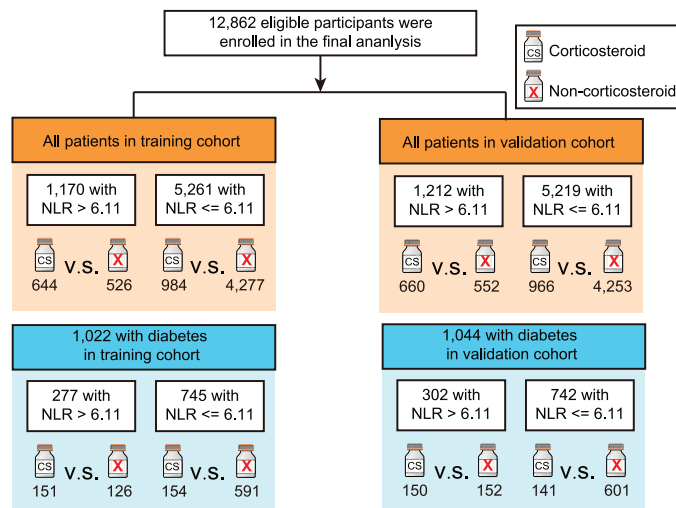 12,862 eligible participants were
enrolled in the final ananlysis
CS Corticosteroid
X Non-corticosteroid
All patients in training cohort
1,170 with
NLR > 6.11
5,261 with
NLR <= 6.11
CS v.s. X
CS v.s. X
644 526 984 4,277
All patients in validation cohort
1,212 with
NLR > 6.11
5,219 with
NLR <= 6.11
CS v.s. X
CS v.s. X
660 552 966 4,253
1,022 with diabetes
in training cohort
277 with
NLR > 6.11
745 with
NLR <= 6.11
CS v.s. X
CS v.s. X
151 126 154 591
1,044 with diabetes
in validation cohort
302 with
NLR > 6.11
742 with
NLR <= 6.11
CS v.s. X
CS v.s. X
150 152 141 601